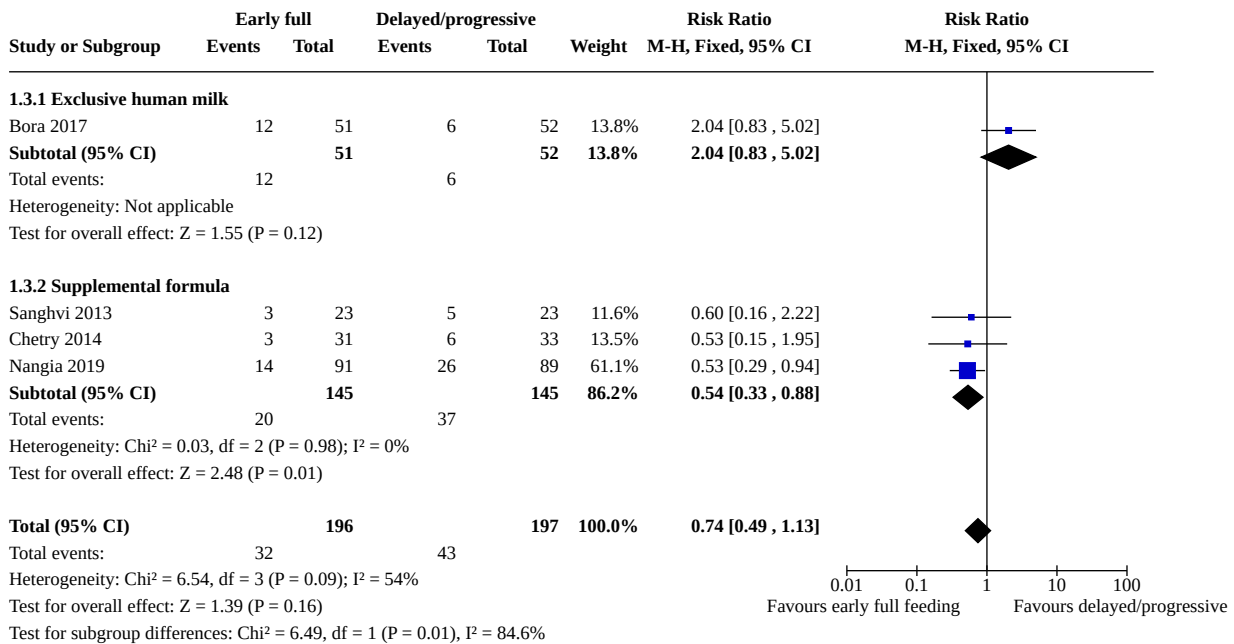 Early full Delayed/progressive Risk Ratio Risk Ratio
Study or Subgroup Events Total Events Total Weight M-H, Fixed, 95% CI M-H, Fixed, 95% CI
1.3.1 Exclusive human milk
Bora 2017 12 51 6 52 13.8% 2.04 [0.83 , 5.02]
Subtotal (95% CI) 51 52 13.8% 2.04 [0.83 , 5.02]
Total events: 12 6
Heterogeneity: Not applicable
Test for overall effect: Z = 1.55 (P = 0.12)
1.3.2 Supplemental formula
Sanghvi 2013 3 23 5 23 11.6% 0.60 [0.16 , 2.22]
Chetry 2014 3 31 6 33 13.5% 0.53 [0.15 , 1.95]
Nangia 2019 14 91 26 89 61.1% 0.53 [0.29 , 0.94]
Subtotal (95% CI) 145 145 86.2% 0.54 [0.33 , 0.88]
Total events: 20 37
Heterogeneity: Chi² = 0.03, df = 2 (P = 0.98); I² = 0%
Test for overall effect: Z = 2.48 (P = 0.01)
Total (95% CI) 196 197 100.0% 0.74 [0.49 , 1.13]
Total events: 32 43
Heterogeneity: Chi² = 6.54, df = 3 (P = 0.09); I² = 54%
0.01 0.1 1 10 100
Test for overall effect: Z = 1.39 (P = 0.16) Favours early full feeding Favours delayed/progressive
Test for subgroup differences: Chi² = 6.49, df = 1 (P = 0.01), I² = 84.6%